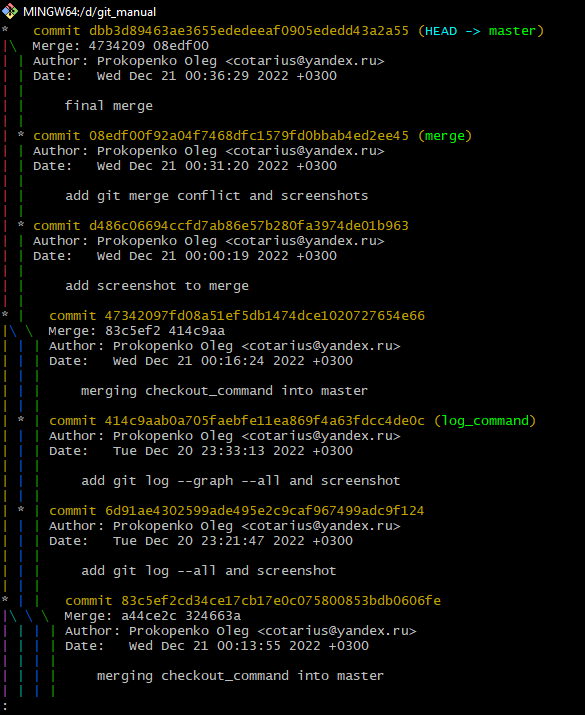 MINGW64:/d/git_manual
*   commit dbb3d89463ae3655ededeeaf0905ededd43a2a55 (HEAD -> master)
|\  Merge: 4734209 08edf00
| | Author: Prokopenko Oleg <cotarius@yandex.ru>
| | Date:   Wed Dec 21 00:36:29 2022 +0300
| |
| |     final merge
| |
| * commit 08edf00f92a04f7468dfc1579fd0bbab4ed2ee45 (merge)
| | Author: Prokopenko Oleg <cotarius@yandex.ru>
| | Date:   Wed Dec 21 00:31:20 2022 +0300
| |
| |     add git merge conflict and screenshots
| |
| * commit d486c06694ccfd7ab86e57b280fa3974de01b963
| | Author: Prokopenko Oleg <cotarius@yandex.ru>
| | Date:   Wed Dec 21 00:00:19 2022 +0300
| |
| |     add screenshot to merge
| |
* |   commit 47342097fd08a51ef5db1474dce1020727654e66
|\ \  Merge: 83c5ef2 414c9aa
| | | Author: Prokopenko Oleg <cotarius@yandex.ru>
| | | Date:   Wed Dec 21 00:16:24 2022 +0300
| | |
| | |     merging checkout_command into master
| | |
| * | commit 414c9aab0a705faebfe11ea869f4a63fdcc4de0c (log_command)
| | | Author: Prokopenko Oleg <cotarius@yandex.ru>
| | | Date:   Tue Dec 20 23:33:13 2022 +0300
| | |
| | |     add git log --graph --all and screenshot
| | |
| * | commit 6d91ae4302599ade495e2c9caf967499adc9f124
| | | Author: Prokopenko Oleg <cotarius@yandex.ru>
| | | Date:   Tue Dec 20 23:21:47 2022 +0300
| | |
| | |     add git log --all and screenshot
| | |
* | |   commit 83c5ef2cd34ce17cb17e0c075800853bdb0606fe
|\ \ \  Merge: a44ce2c 324663a
| | | | Author: Prokopenko Oleg <cotarius@yandex.ru>
| | | | Date:   Wed Dec 21 00:13:55 2022 +0300
| | | |
| | | |     merging checkout_command into master
| | | |
: